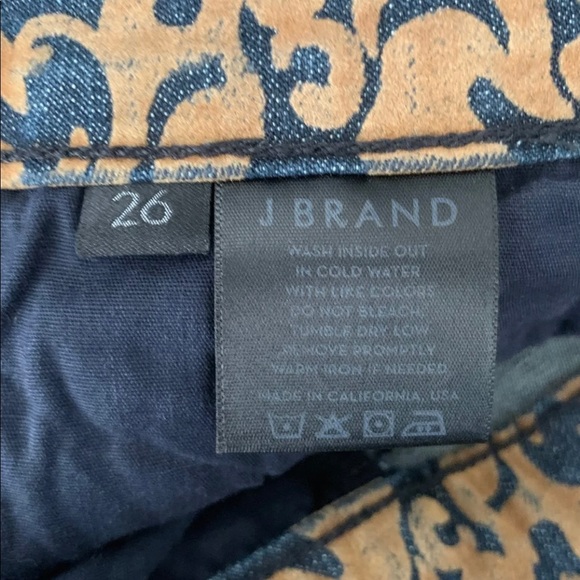 26
J BRAND
WASH INSIDE OUT
IN COLD WATER
WITH LIKE COLORS
DO NOT BLEACH
TUMBLE DRY LOW
REMOVE PROMPTLY
WARM IRON IF NEEDED
MADE IN CALIFORNIA, USA